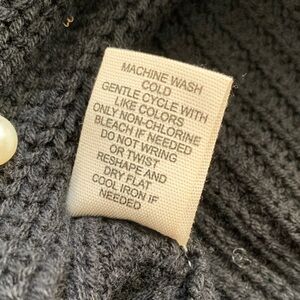 MACHINE WASH
COLD
GENTLE CYCLE WITH
LIKE COLORS
ONLY NON-CHLORINE
BLEACH IF NEEDED
DO NOT WRING
OR TWIST
RESHAPE AND
DRY FLAT
COOL IRON IF
NEEDED